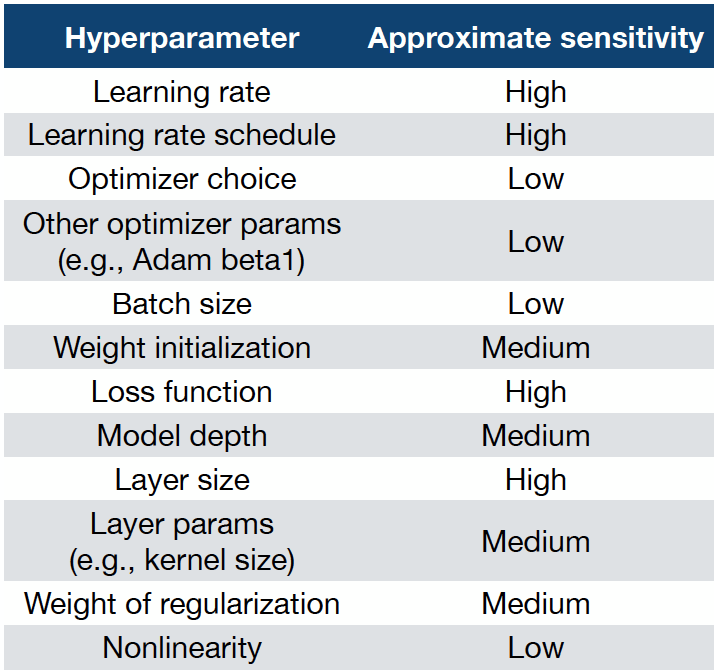 Hyperparameter Approximate sensitivity
Learning rate High
Learning rate schedule High
Optimizer choice Low
Other optimizer params
(e.g., Adam beta1) Low
Batch size Low
Weight initialization Medium
Loss function High
Model depth Medium
Layer size High
Layer params
(e.g., kernel size) Medium
Weight of regularization Medium
Nonlinearity Low